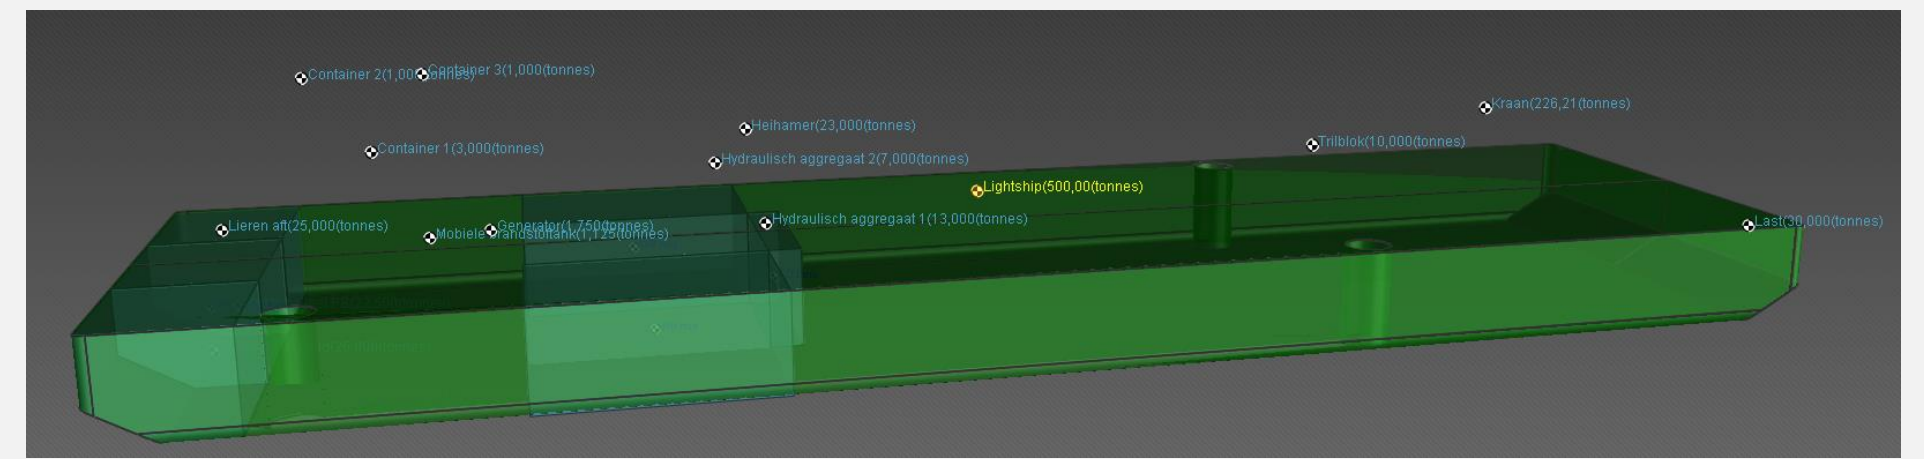 Container 2(1,000(tonnes)
Container 3(1,000(tonnes)
Kraan(226,21(tonnes)
Heihamer(23,000(tonnes)
Trilblok(10,000(tonnes)
Container 1(3,000(tonnes)
Hydraulisch aggregaat 2(7,000(tonnes)
Lightship(500,00(tonnes)
Lieren aft(25,000(tonnes)
Generator(1,750(tonnes)
Mobiele brandstoftank(1,125(tonnes)
Hydraulisch aggregaat 1(13,000(tonnes)
Last(30,000(tonnes)